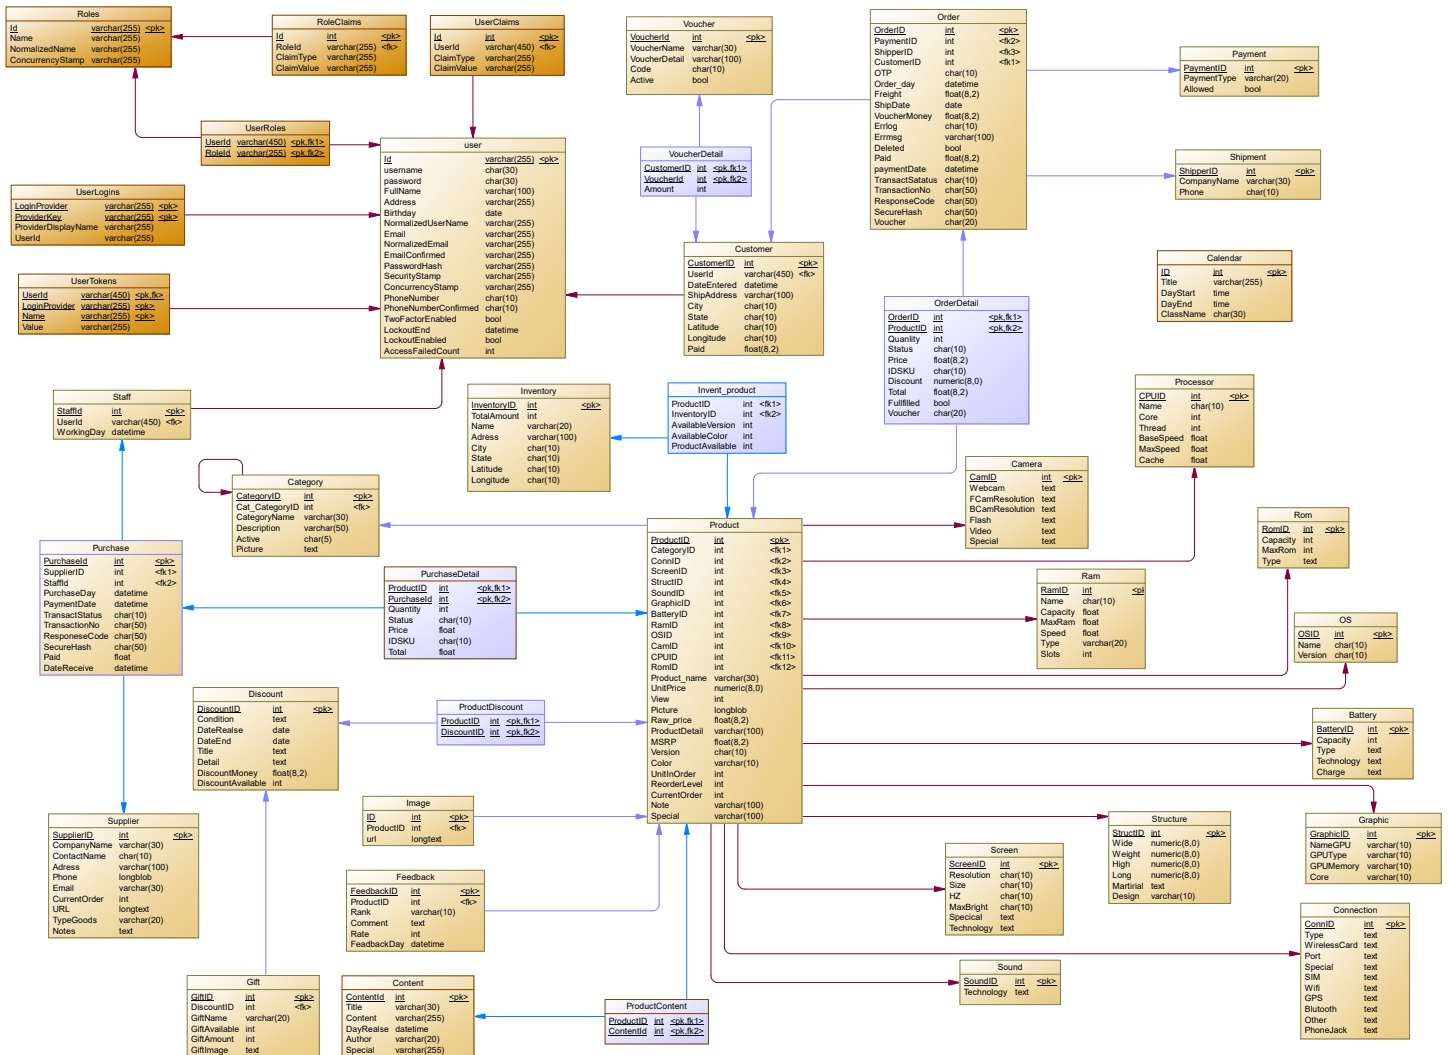 Roles
Id varchar(255) <pk>
Name varchar(255)
NormalizedName varchar(255)
ConcurrencyStamp varchar(255)
RoleClaims
Id int <pk>
RoleId varchar(255) <fk>
ClaimType varchar(255)
ClaimValue varchar(255)
UserClaims
Id int <pk>
UserId varchar(450) <fk>
ClaimType varchar(255)
ClaimValue varchar(255)
Voucher
VoucherId int <pk>
VoucherName varchar(30)
VoucherDetail varchar(100)
Code char(10)
Active bool
Order
OrderID int <pk>
PaymentID int <fk2>
ShipperID int <fk3>
CustomerID int <fk1>
OTP char(10)
Order_day datetime
Freight float(8,2)
ShipDate date
VoucherMoney float(8,2)
Errlog char(10)
Errmsg varchar(100)
Deleted bool
Paid float(8,2)
paymentDate datetime
TransactSatatus char(10)
TransactionNo char(50)
ResponseCode char(50)
SecureHash char(50)
Voucher char(20)
Payment
PaymentID int <pk>
PaymentType varchar(20)
Allowed bool
UserRoles
UserId varchar(450) <pk,fk1>
RoleId varchar(255) <pk,fk2>
user
Id varchar(255) <pk>
username char(30)
password char(30)
FullName varchar(100)
Address varchar(255)
Birthday date
NormalizedUserName varchar(255)
Email varchar(255)
NormalizedEmail varchar(255)
EmailConfirmed varchar(255)
PasswordHash varchar(255)
SecurityStamp varchar(255)
ConcurrencyStamp varchar(255)
PhoneNumber char(10)
PhoneNumberConfirmed char(10)
TwoFactorEnabled bool
LockoutEnd datetime
LockoutEnabled bool
AccessFailedCount int
VoucherDetail
CustomerID int <pk,fk1>
VoucherId int <pk,fk2>
Amount int
Shipment
ShipperID int <pk>
CompanyName varchar(30)
Phone char(10)
UserLogins
LoginProvider varchar(255) <pk>
ProviderKey varchar(255) <pk>
ProviderDisplayName varchar(255)
UserId varchar(255)
Customer
CustomerID int <pk>
UserId varchar(450) <fk>
DateEntered datetime
ShipAddress varchar(100)
City char(10)
State char(10)
Latitude char(10)
Longitude char(10)
Paid float(8,2)
Calendar
ID int <pk>
Title varchar(255)
DayStart time
DayEnd time
ClassName char(30)
UserTokens
UserId varchar(450) <pk,fk>
LoginProvider varchar(255) <pk>
Name varchar(255) <pk>
Value varchar(255)
OrderDetail
OrderID int <pk,fk1>
ProductID int <pk,fk2>
Quanlity int
Status char(10)
Price float(8,2)
IDSKU char(10)
Discount numeric(8,0)
Total float(8,2)
Fullfilled bool
Voucher char(20)
Staff
StaffId int <pk>
UserId varchar(450) <fk>
WorkingDay datetime
Inventory
InventoryID int <pk>
TotalAmount int
Name varchar(20)
Adress varchar(100)
City char(10)
State char(10)
Latitude char(10)
Longitude char(10)
Invent_product
ProductID int <fk1>
InventoryID int <fk2>
AvailableVersion int
AvailableColor int
ProductAvailable int
Processor
CPUID int <pk>
Name char(10)
Core int
Thread int
BaseSpeed float
MaxSpeed float
Cache float
Category
CategoryID int <pk>
Cat_CategoryID int <fk>
CategoryName varchar(30)
Description varchar(50)
Active char(5)
Picture text
Camera
CamID int <pk>
Webcam text
FCamResolution text
BCamResolution text
Flash text
Video text
Special text
Rom
RomID int <pk>
Capacity int
MaxRom int
Type text
Product
ProductID int <pk>
CategoryID int <fk1>
ConnID int <fk2>
ScreenID int <fk3>
StructID int <fk4>
SoundID int <fk5>
GraphicID int <fk6>
BatteryID int <fk7>
RamID int <fk8>
OSID int <fk9>
CamID int <fk10>
CPUID int <fk11>
RomID int <fk12>
Product_name varchar(30)
UnitPrice numeric(8,0)
View int
Picture longblob
Raw_price float(8,2)
ProductDetail varchar(100)
MSRP float(8,2)
Version char(10)
Color varchar(10)
UnitInOrder int
ReorderLevel int
CurrentOrder int
Note varchar(100)
Special varchar(100)
Purchase
PurchaseId int <pk>
SupplierID int <fk1>
StaffId int <fk2>
PurchaseDay datetime
PaymentDate datetime
TransactStatus char(10)
TransactionNo char(50)
ResponeseCode char(50)
SecureHash char(50)
Paid float
DateReceive datetime
PurchaseDetail
ProductID int <pk,fk1>
PurchaseId int <pk,fk2>
Quantity int
Status char(10)
Price float
IDSKU char(10)
Total float
Ram
RamID int <pl
Name char(10)
Capacity float
MaxRam float
Speed float
Type varchar(20)
Slots int
OS
OSID int <pk>
Name char(10)
Version char(10)
Discount
DiscountID int <pk>
Condition text
DateRealse date
DateEnd date
Title text
Detail text
DiscountMoney float(8,2)
DiscountAvailable int
ProductDiscount
ProductID int <pk,fk1>
DiscountID int <pk,fk2>
Battery
BatteryID int <pk>
Capacity int
Type text
Technology text
Charge text
Image
ID int <pk>
ProductID int <fk>
url longtext
Supplier
SupplierID int <pk>
CompanyName varchar(30)
ContactName char(10)
Adress varchar(100)
Phone longblob
Email varchar(30)
CurrentOrder int
URL longtext
TypeGoods varchar(20)
Notes text
Structure
StructID int <pk>
Wide numeric(8,0)
Weight numeric(8,0)
High numeric(8,0)
Long numeric(8,0)
Martirial text
Design varchar(10)
Graphic
GraphicID int <pk>
NameGPU varchar(10)
GPUType varchar(10)
GPUMemory varchar(10)
Core varchar(10)
Feedback
FeedbackID int <pk>
ProductID int <fk>
Rank varchar(10)
Comment text
Rate int
FeadbackDay datetime
Screen
ScreenID int <pk>
Resolution char(10)
Size char(10)
HZ char(10)
MaxBright char(10)
Specical text
Technology text
Connection
ConnID int <pk>
Type text
WirelessCard text
Port text
Special text
SIM text
Wifi text
GPS text
Blutooth text
Other text
PhoneJack text
Sound
SoundID int <pk>
Technology text
Gift
GiftID int <pk>
DiscountID int <fk>
GiftName varchar(20)
GiftAvailable int
GiftAmount int
GiftImage text
Content
ContentId int <pk>
Title varchar(30)
Content varchar(255)
DayRealse datetime
Author varchar(20)
Special varchar(255)
ProductContent
ProductID int <pk,fk1>
ContentId int <pk,fk2>